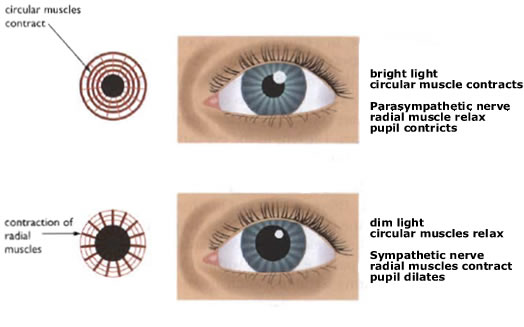 circular muscles
contract
bright light
circular muscle contracts
Parasympathetic nerve
radial muscle relax
pupil contricts
contraction of
radial
muscles
dim light
circular muscles relax
Sympathetic nerve
radial muscles contract
pupil dilates